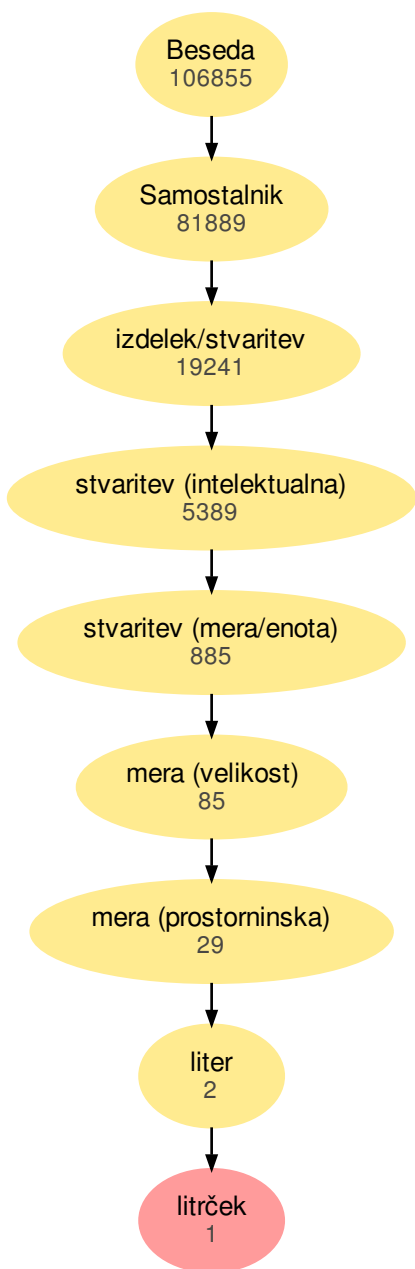 Beseda
106855
Samostalnik
81889
izdelek/stvaritev
19241
stvaritev (intelektualna)
5389
stvaritev (mera/enota)
885
mera (velikost)
85
mera (prostorninska)
29
liter
2
litrček
1